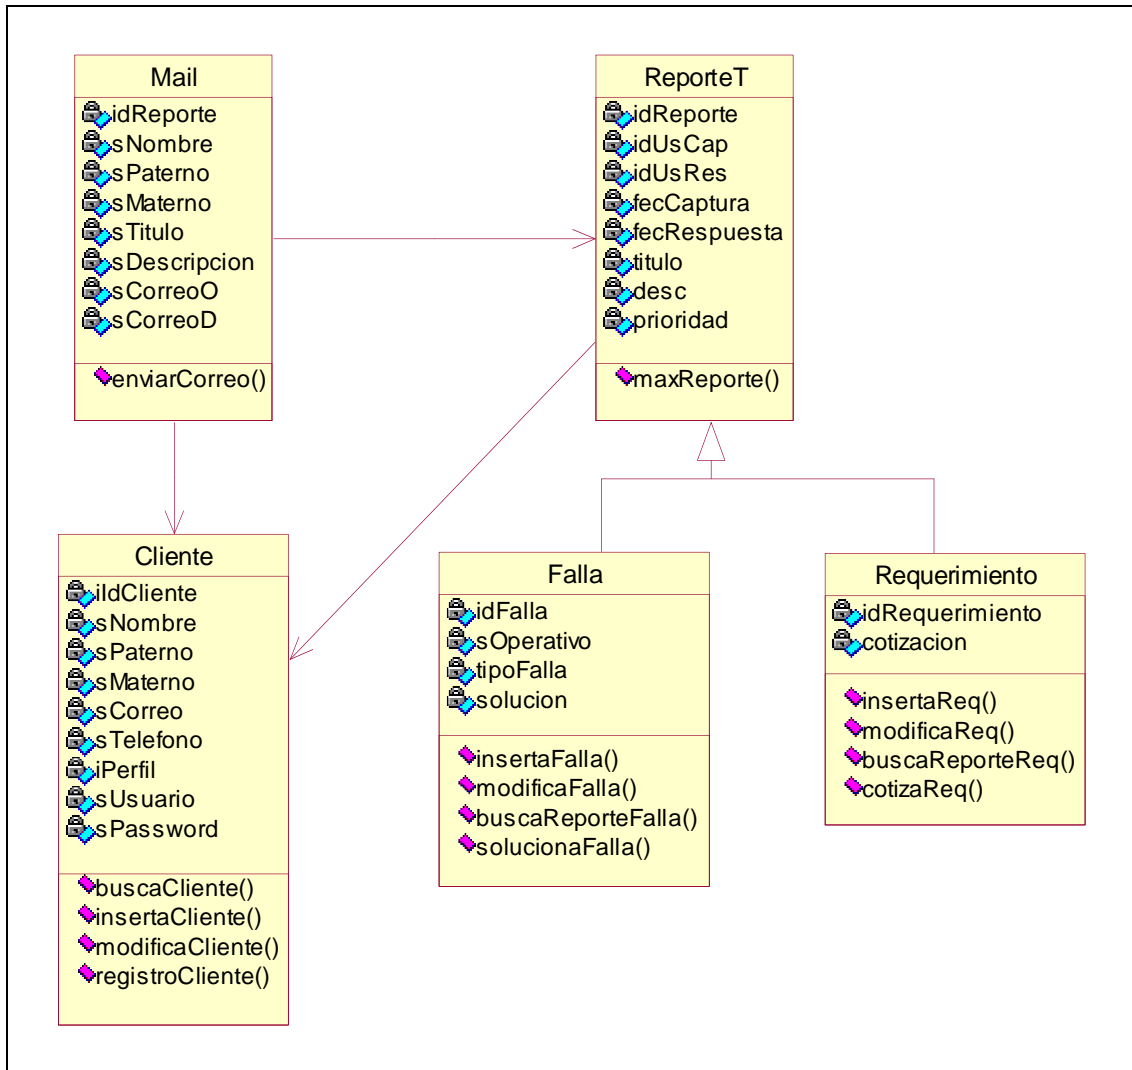 Mail
idReporte
sNombre
sPaterno
sMaterno
sTitulo
sDescripcion
sCorreoO
sCorreoD
enviarCorreo()
ReporteT
idReporte
idUsCap
idUsRes
fecCaptura
fecRespuesta
titulo
desc
prioridad
maxReporte()
Cliente
iIdCliente
sNombre
sPaterno
sMaterno
sCorreo
sTelefono
iPerfil
sUsuario
sPassword
buscaCliente()
insertaCliente()
modificaCliente()
registroCliente()
Falla
idFalla
sOperativo
tipoFalla
solucion
insertaFalla()
modificaFalla()
buscaReporteFalla()
solucionaFalla()
Requerimiento
idRequerimiento
cotizacion
insertaReq()
modificaReq()
buscaReporteReq()
cotizaReq()